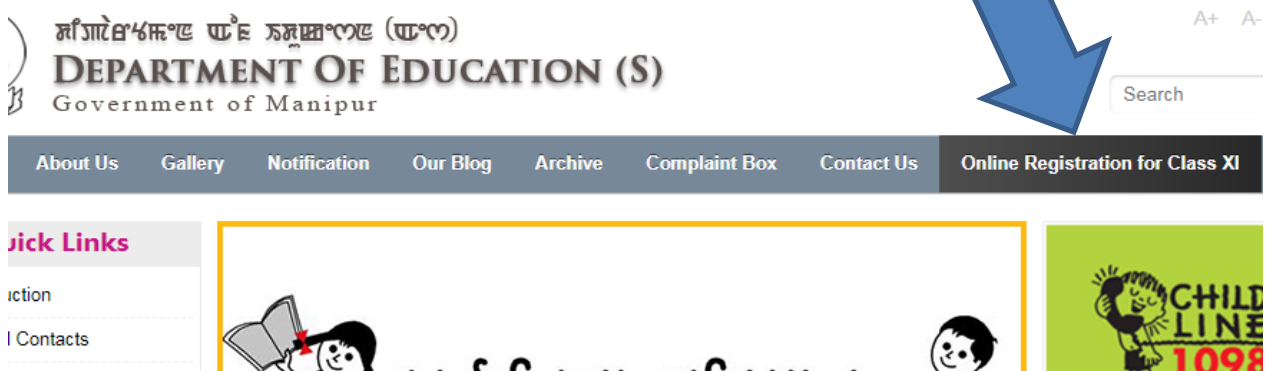 DEPARTMENT OF EDUCATION (S)
Government of Manipur
A+ A-
Search
About Us Gallery Notification Our Blog Archive Complaint Box Contact Us Online Registration for Class XI
uick Links
uction
l Contacts
CHILD
LINE
1098